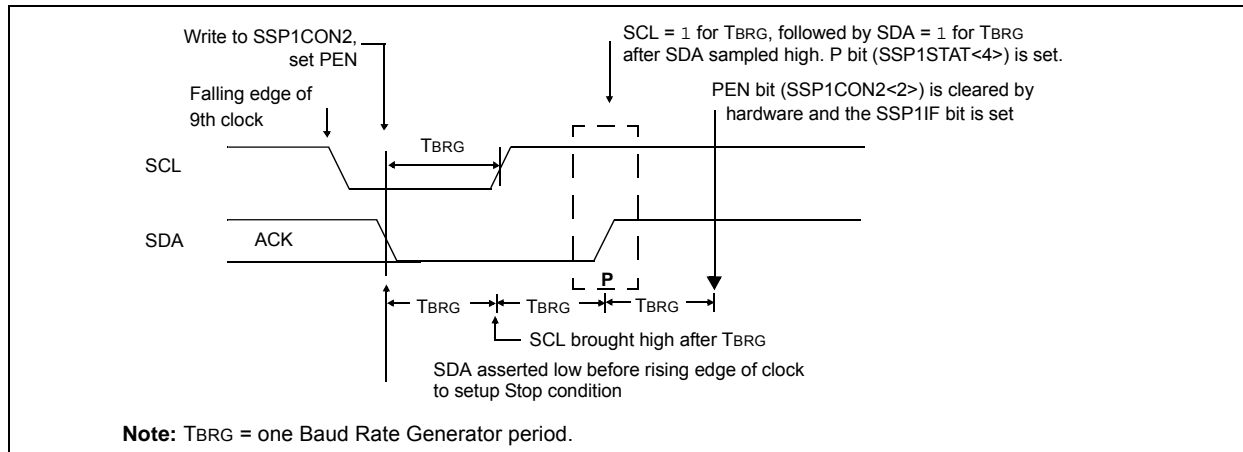 Write to SSP1CON2,
set PEN
SCL = 1 for TBRG, followed by SDA = 1 for TBRG
after SDA sampled high. P bit (SSP1STAT<4>) is set.
Falling edge of
9th clock
PEN bit (SSP1CON2<2>) is cleared by
hardware and the SSP1IF bit is set
TBRG
SCL
SDA
ACK
P
TBRG
TBRG
TBRG
SCL brought high after TBRG
SDA asserted low before rising edge of clock
to setup Stop condition
Note: TBRG = one Baud Rate Generator period.